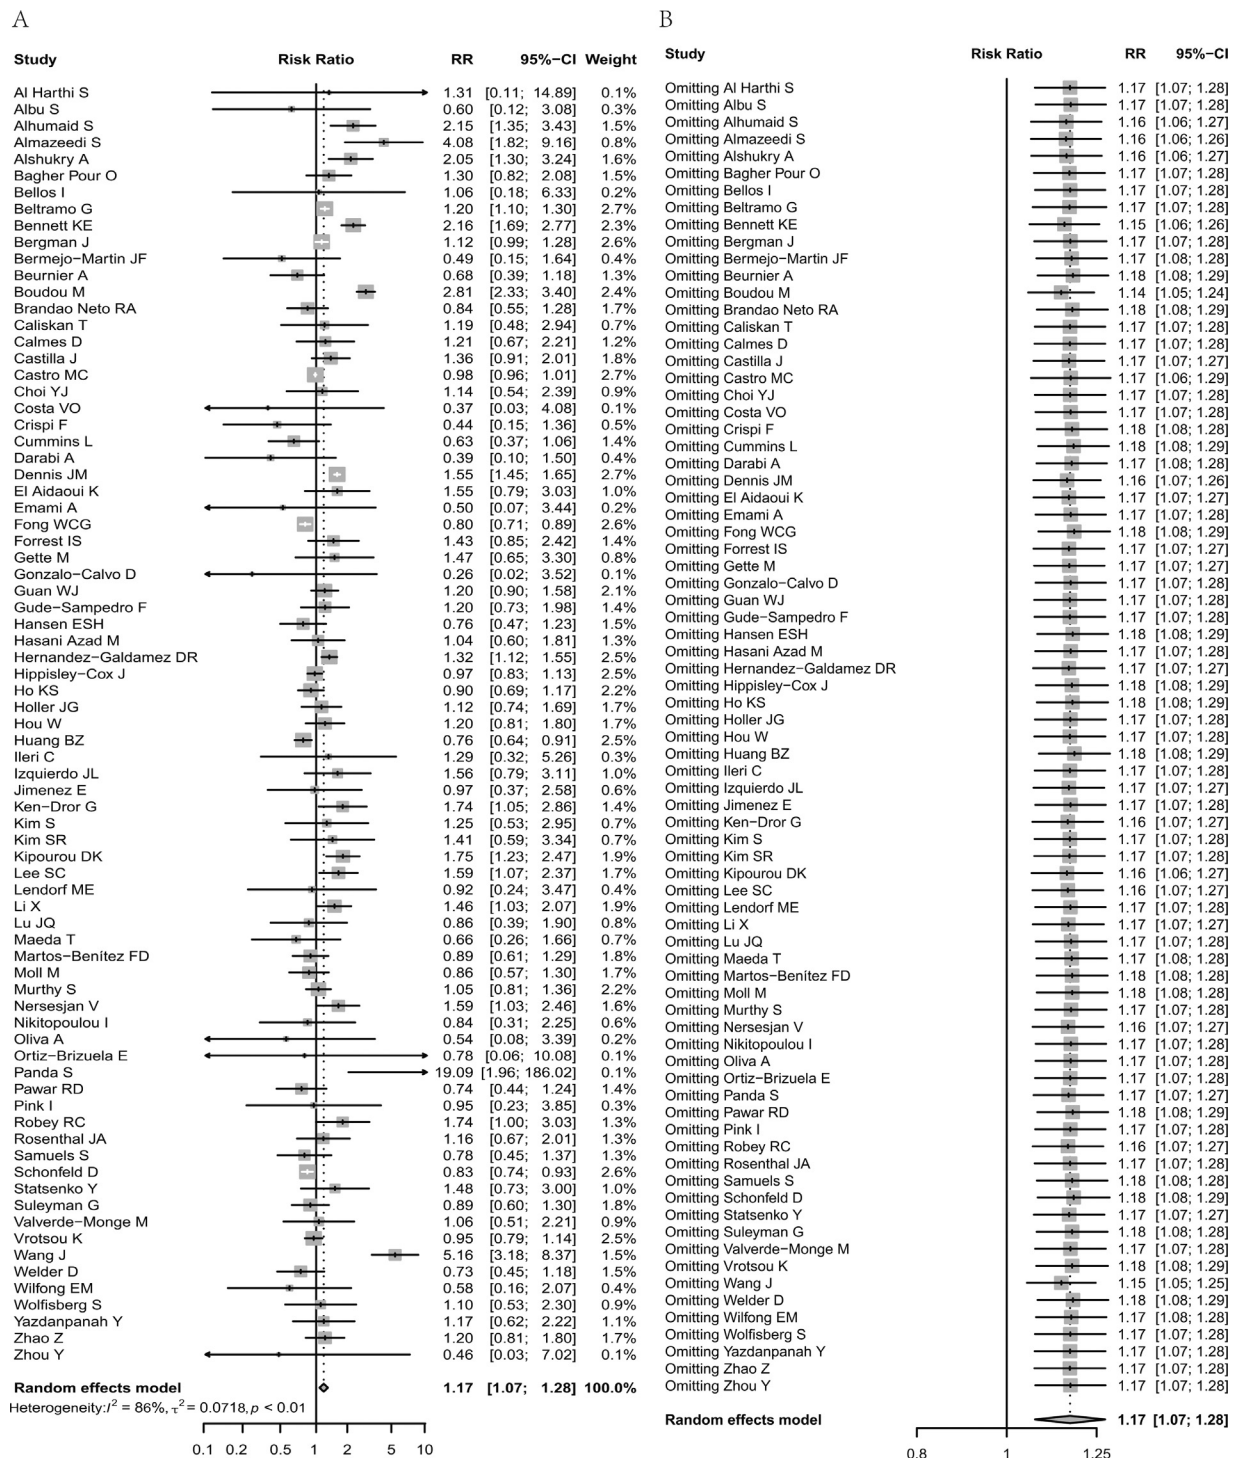 A
Study Risk Ratio RR 95%−CI Weight
Al Harthi S 1.31 [0.11; 14.89] 0.1%
Albu S 0.60 [0.12; 3.08] 0.3%
Alhumaid S 2.15 [1.35; 3.43] 1.5%
Almazeedi S 4.08 [1.82; 9.16] 0.8%
Alshukry A 2.05 [1.30; 3.24] 1.6%
Bagher Pour O 1.30 [0.82; 2.08] 1.5%
Bellos I 1.06 [0.18; 6.33] 0.2%
Beltramo G 1.20 [1.10; 1.30] 2.7%
Bennett KE 2.16 [1.69; 2.77] 2.3%
Bergman J 1.12 [0.99; 1.28] 2.6%
Bermejo−Martin JF 0.49 [0.15; 1.64] 0.4%
Beurnier A 0.68 [0.39; 1.18] 1.3%
Boudou M 2.81 [2.33; 3.40] 2.4%
Brandao Neto RA 0.84 [0.55; 1.28] 1.7%
Caliskan T 1.19 [0.48; 2.94] 0.7%
Calmes D 1.21 [0.67; 2.21] 1.2%
Castilla J 1.36 [0.91; 2.01] 1.8%
Castro MC 0.98 [0.96; 1.01] 2.7%
Choi YJ 1.14 [0.54; 2.39] 0.9%
Costa VO 0.37 [0.03; 4.08] 0.1%
Crispi F 0.44 [0.15; 1.36] 0.5%
Cummins L 0.63 [0.37; 1.06] 1.4%
Darabi A 0.39 [0.10; 1.50] 0.4%
Dennis JM 1.55 [1.45; 1.65] 2.7%
El Aidaoui K 1.55 [0.79; 3.03] 1.0%
Emami A 0.50 [0.07; 3.44] 0.2%
Fong WCG 0.80 [0.71; 0.89] 2.6%
Forrest IS 1.43 [0.85; 2.42] 1.4%
Gette M 1.47 [0.65; 3.30] 0.8%
Gonzalo−Calvo D 0.26 [0.02; 3.52] 0.1%
Guan WJ 1.20 [0.90; 1.58] 2.1%
Gude−Sampedro F 1.20 [0.73; 1.98] 1.4%
Hansen ESH 0.76 [0.47; 1.23] 1.5%
Hasani Azad M 1.04 [0.60; 1.81] 1.3%
Hernandez−Galdamez DR 1.32 [1.12; 1.55] 2.5%
Hippisley−Cox J 0.97 [0.83; 1.13] 2.5%
Ho KS 0.90 [0.69; 1.17] 2.2%
Holler JG 1.12 [0.74; 1.69] 1.7%
Hou W 1.20 [0.81; 1.80] 1.7%
Huang BZ 0.76 [0.64; 0.91] 2.5%
Ileri C 1.29 [0.32; 5.26] 0.3%
Izquierdo JL 1.56 [0.79; 3.11] 1.0%
Jimenez E 0.97 [0.37; 2.58] 0.6%
Ken−Dror G 1.74 [1.05; 2.86] 1.4%
Kim S 1.25 [0.53; 2.95] 0.7%
Kim SR 1.41 [0.59; 3.34] 0.7%
Kipourou DK 1.75 [1.23; 2.47] 1.9%
Lee SC 1.59 [1.07; 2.37] 1.7%
Lendorf ME 0.92 [0.24; 3.47] 0.4%
Li X 1.46 [1.03; 2.07] 1.9%
Lu JQ 0.86 [0.39; 1.90] 0.8%
Maeda T 0.66 [0.26; 1.66] 0.7%
Martos−Benítez FD 0.89 [0.61; 1.29] 1.8%
Moll M 0.86 [0.57; 1.30] 1.7%
Murthy S 1.05 [0.81; 1.36] 2.2%
Nersesjan V 1.59 [1.03; 2.46] 1.6%
Nikitopoulou I 0.84 [0.31; 2.25] 0.6%
Oliva A 0.54 [0.08; 3.39] 0.2%
Ortiz−Brizuela E 0.78 [0.06; 10.08] 0.1%
Panda S 19.09 [1.96; 186.02] 0.1%
Pawar RD 0.74 [0.44; 1.24] 1.4%
Pink I 0.95 [0.23; 3.85] 0.3%
Robey RC 1.74 [1.00; 3.03] 1.3%
Rosenthal JA 1.16 [0.67; 2.01] 1.3%
Samuels S 0.78 [0.45; 1.37] 1.3%
Schonfeld D 0.83 [0.74; 0.93] 2.6%
Statsenko Y 1.48 [0.73; 3.00] 1.0%
Suleyman G 0.89 [0.60; 1.30] 1.8%
Valverde−Monge M 1.06 [0.51; 2.21] 0.9%
Vrotsou K 0.95 [0.79; 1.14] 2.5%
Wang J 5.16 [3.18; 8.37] 1.5%
Welder D 0.73 [0.45; 1.18] 1.5%
Wilfong EM 0.58 [0.16; 2.07] 0.4%
Wolfisberg S 1.10 [0.53; 2.30] 0.9%
Yazdanpanah Y 1.17 [0.62; 2.22] 1.1%
Zhao Z 1.20 [0.81; 1.80] 1.7%
Zhou Y 0.46 [0.03; 7.02] 0.1%
Random effects model 1.17 [1.07; 1.28] 100.0%
Heterogeneity: I² = 86%, τ² = 0.0718, p < 0.01
0.1 0.2 0.5 1 2 5 10
B
Study Risk Ratio RR 95%−CI
Omitting Al Harthi S 1.17 [1.07; 1.28]
Omitting Albu S 1.17 [1.07; 1.28]
Omitting Alhumaid S 1.16 [1.06; 1.27]
Omitting Almazeedi S 1.16 [1.06; 1.27]
Omitting Alshukry A 1.16 [1.06; 1.27]
Omitting Bagher Pour O 1.17 [1.07; 1.28]
Omitting Bellos I 1.17 [1.07; 1.28]
Omitting Beltramo G 1.17 [1.07; 1.28]
Omitting Bennett KE 1.15 [1.06; 1.26]
Omitting Bergman J 1.17 [1.07; 1.28]
Omitting Bermejo−Martin JF 1.17 [1.08; 1.28]
Omitting Beurnier A 1.18 [1.08; 1.29]
Omitting Boudou M 1.14 [1.05; 1.24]
Omitting Brandao Neto RA 1.18 [1.08; 1.29]
Omitting Caliskan T 1.17 [1.07; 1.28]
Omitting Calmes D 1.17 [1.07; 1.28]
Omitting Castilla J 1.17 [1.07; 1.27]
Omitting Castro MC 1.17 [1.06; 1.29]
Omitting Choi YJ 1.17 [1.07; 1.28]
Omitting Costa VO 1.17 [1.07; 1.28]
Omitting Crispi F 1.18 [1.08; 1.28]
Omitting Cummins L 1.18 [1.08; 1.29]
Omitting Darabi A 1.17 [1.08; 1.28]
Omitting Dennis JM 1.16 [1.07; 1.26]
Omitting El Aidaoui K 1.17 [1.07; 1.27]
Omitting Emami A 1.17 [1.07; 1.28]
Omitting Fong WCG 1.18 [1.08; 1.29]
Omitting Forrest IS 1.17 [1.07; 1.27]
Omitting Gette M 1.17 [1.07; 1.27]
Omitting Gonzalo−Calvo D 1.17 [1.07; 1.28]
Omitting Guan WJ 1.17 [1.07; 1.28]
Omitting Gude−Sampedro F 1.17 [1.07; 1.28]
Omitting Hansen ESH 1.18 [1.08; 1.29]
Omitting Hasani Azad M 1.17 [1.07; 1.28]
Omitting Hernandez−Galdamez DR 1.17 [1.07; 1.27]
Omitting Hippisley−Cox J 1.18 [1.08; 1.29]
Omitting Ho KS 1.18 [1.08; 1.29]
Omitting Holler JG 1.17 [1.07; 1.28]
Omitting Hou W 1.17 [1.07; 1.28]
Omitting Huang BZ 1.18 [1.08; 1.29]
Omitting Ileri C 1.17 [1.07; 1.28]
Omitting Izquierdo JL 1.17 [1.07; 1.27]
Omitting Jimenez E 1.17 [1.07; 1.28]
Omitting Ken−Dror G 1.16 [1.07; 1.27]
Omitting Kim S 1.17 [1.07; 1.28]
Omitting Kim SR 1.17 [1.07; 1.28]
Omitting Kipourou DK 1.16 [1.06; 1.27]
Omitting Lee SC 1.16 [1.07; 1.27]
Omitting Lendorf ME 1.17 [1.07; 1.28]
Omitting Li X 1.17 [1.07; 1.27]
Omitting Lu JQ 1.17 [1.07; 1.28]
Omitting Maeda T 1.17 [1.08; 1.28]
Omitting Martos−Benítez FD 1.18 [1.08; 1.28]
Omitting Moll M 1.18 [1.08; 1.28]
Omitting Murthy S 1.17 [1.07; 1.28]
Omitting Nersesjan V 1.16 [1.07; 1.27]
Omitting Nikitopoulou I 1.17 [1.07; 1.28]
Omitting Oliva A 1.17 [1.07; 1.28]
Omitting Ortiz−Brizuela E 1.17 [1.07; 1.28]
Omitting Panda S 1.17 [1.07; 1.27]
Omitting Pawar RD 1.18 [1.08; 1.29]
Omitting Pink I 1.17 [1.07; 1.28]
Omitting Robey RC 1.16 [1.07; 1.27]
Omitting Rosenthal JA 1.17 [1.07; 1.28]
Omitting Samuels S 1.18 [1.08; 1.28]
Omitting Schonfeld D 1.18 [1.08; 1.29]
Omitting Statsenko Y 1.17 [1.07; 1.27]
Omitting Suleyman G 1.18 [1.08; 1.28]
Omitting Valverde−Monge M 1.17 [1.07; 1.28]
Omitting Vrotsou K 1.18 [1.08; 1.29]
Omitting Wang J 1.15 [1.05; 1.25]
Omitting Welder D 1.18 [1.08; 1.29]
Omitting Wilfong EM 1.17 [1.08; 1.28]
Omitting Wolfisberg S 1.17 [1.07; 1.28]
Omitting Yazdanpanah Y 1.17 [1.07; 1.28]
Omitting Zhao Z 1.17 [1.07; 1.28]
Omitting Zhou Y 1.17 [1.07; 1.28]
Random effects model 1.17 [1.07; 1.28]
0.8 1 1.25